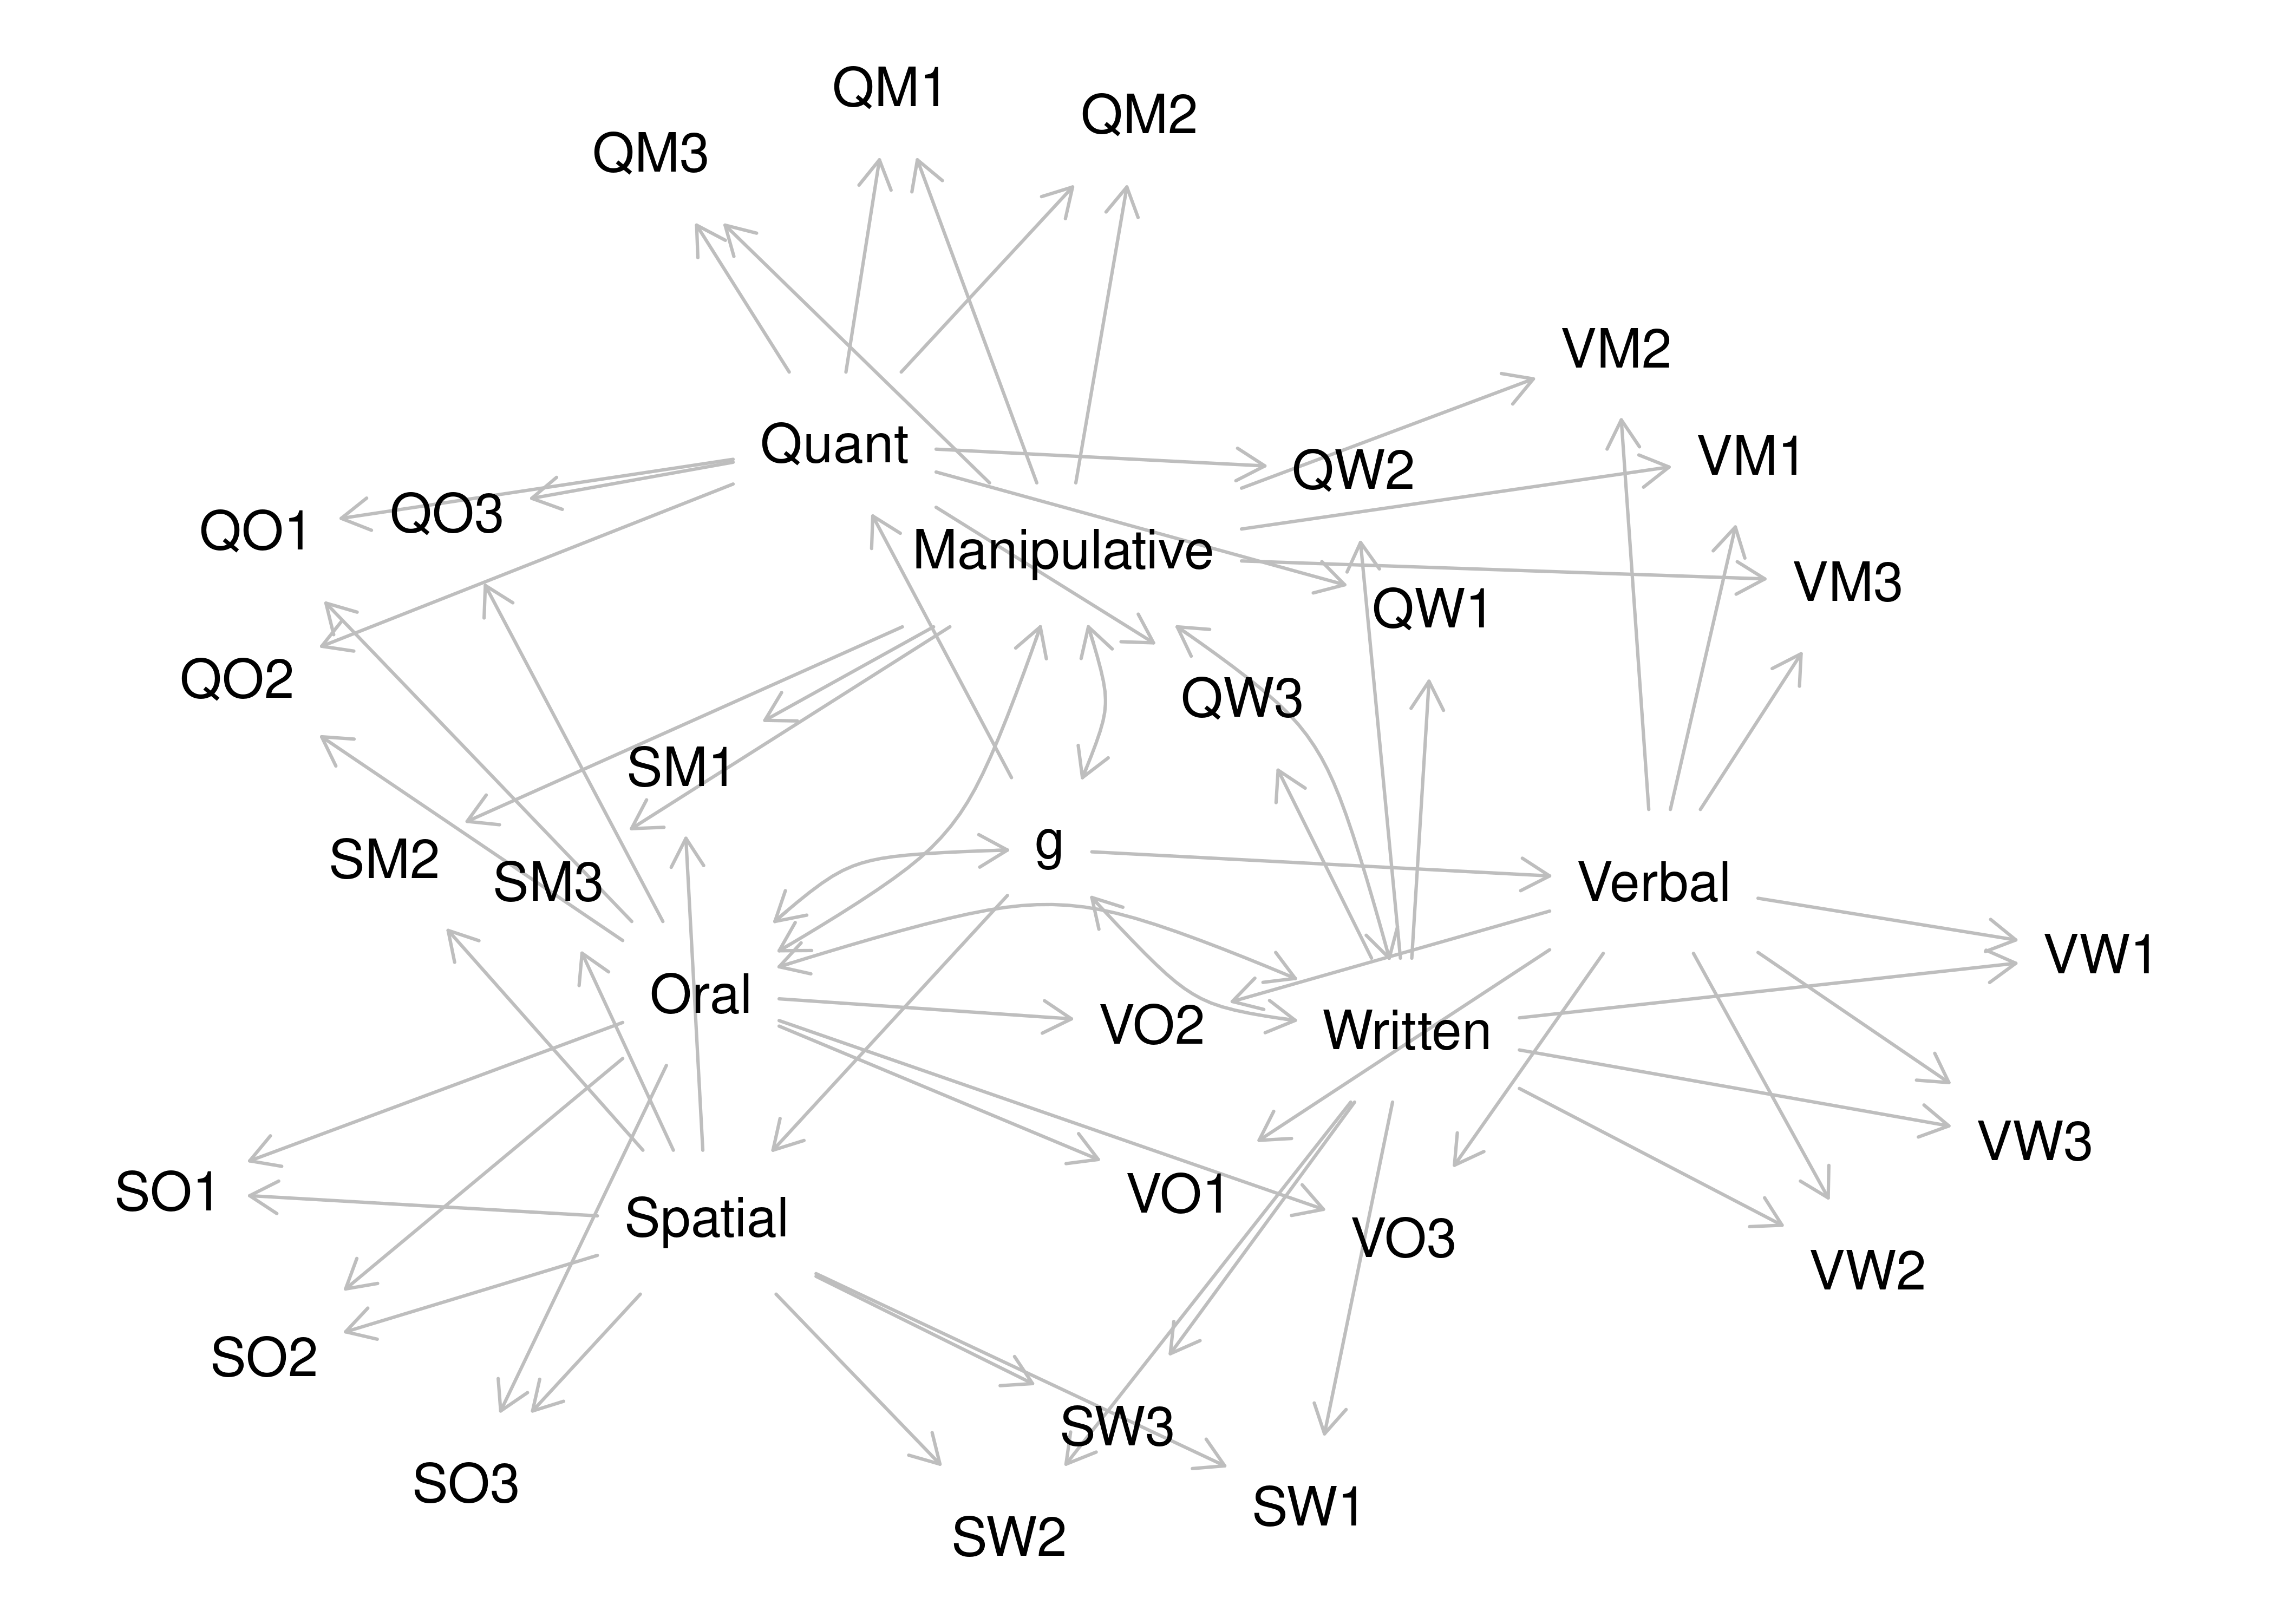 QM1
QM2
QM3
VM2
Quant
VM1
QW2
QO3
QO1
Manipulative
VM3
QW1
QO2
QW3
SM1
g
SM2
SM3
Verbal
VW1
Oral
VO2
Written
VW3
SO1
VO1
Spatial
VO3
VW2
SO2
SW3
SO3
SW1
SW2